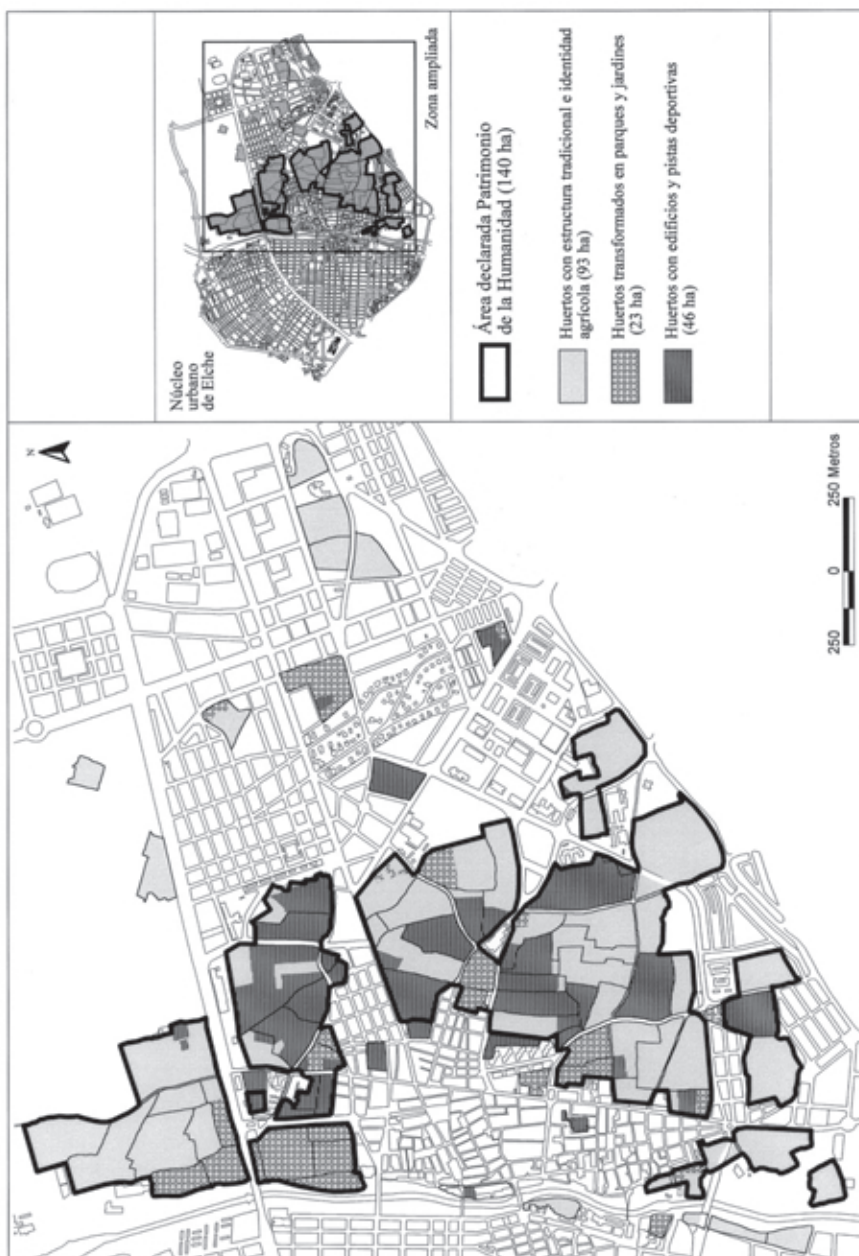 Núcleo
urbano
de Elche
Zona ampliada
Área declarada Patrimonio
de la Humanidad (140 ha)
Huertos con estructura tradicional e identidad
agrícola (93 ha)
Huertos transformados en parques y jardines
(23 ha)
Huertos con edificios y pistas deportivas
(46 ha)
N
250 0 250 Metros